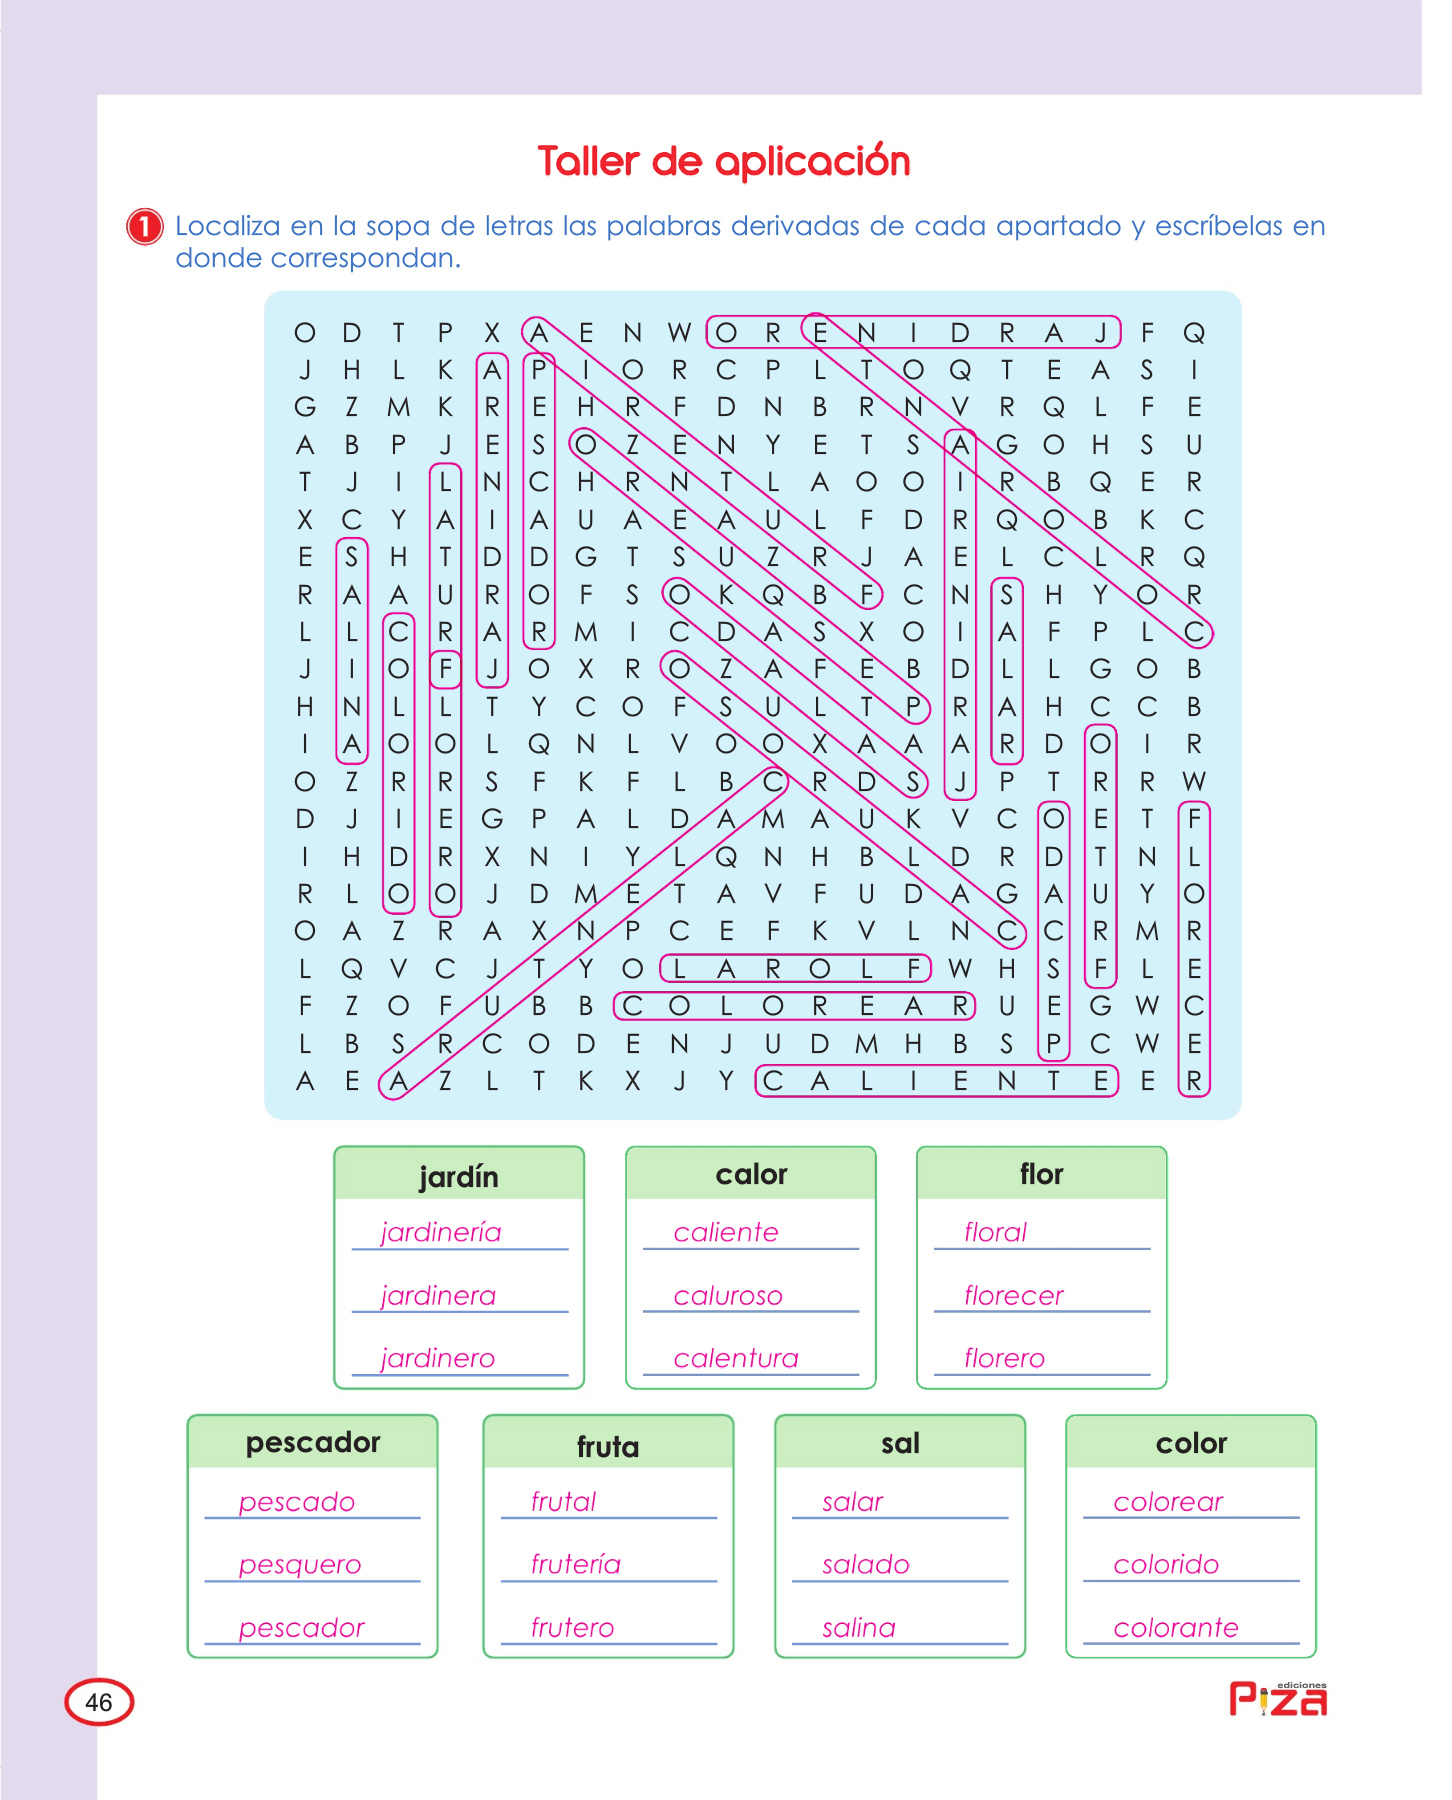 Taller de aplicación
1 Localiza en la sopa de letras las palabras derivadas de cada apartado y escríbelas en
donde correspondan.
O D T P X A E N W O R E N I D R A J F Q
J H L K A P I O R C P L T O Q T E A S I
G Z M K R E H R F D N B R N V R Q L F E
A B P J E S O Z E N Y E T S A G O H S U
T J I L N C H R N T L A O O I R B Q E R
X C Y A I A U A E A U L F D R Q O B K C
E S H T D D G T S U Z R J A E L C L R Q
R A A U R O F S O K Q B F C N S H Y O R
L L C R A R M I C D A S X O I A F P L C
J I O F J O X R O Z A F E B D L L G O B
H N L L T Y C O F S U L T P R A H C C B
I A O O L Q N L V O O X A A A R D O I R
O Z R R S F K F L B C R D S J P T R R W
D J I E G P A L D A M A U K V C O E T F
I H D R X N I Y L Q N H B L D R D T N L
R L O O J D M E T A V F U D A G A U Y O
O A Z R A X N P C E F K V L N C C R M R
L Q V C J T Y O L A R O L F W H S F L E
F Z O F U B B C O L O R E A R U E G W C
L B S R C O D E N J U D M H B S P C W E
A E A Z L T K X J Y C A L I E N T E E R
jardín calor flor
jardinería caliente floral
jardinera caluroso florecer
jardinero calentura florero
pescador fruta sal color
pescado frutal salar colorear
pesquero frutería salado colorido
pescador frutero salina colorante
46
ediciones
Piza